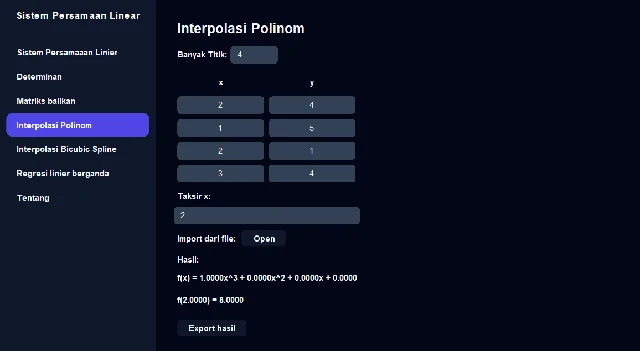 Sistem Persamaan Linear
Sistem Persamaaan Linier
Determinan
Matriks balikan
Interpolasi Polinom
Interpolasi Bicubic Spline
Regresi linier berganda
Tentang
Interpolasi Polinom
Banyak Titik: 4
x y
2 4
1 5
2 1
3 4
Taksir x:
2
Import dari file: Open
Hasil:
f(x) = 1.0000x^3 + 0.0000x^2 + 0.0000x + 0.0000
f(2.0000) = 8.0000
Export hasil